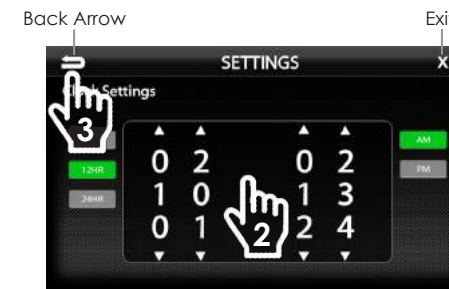 Back Arrow Exi
SETTINGS X
Settings
3
12HR
24HR
0 2 0 2
1 0 1 3
0 1 2 4
2
AM
PM